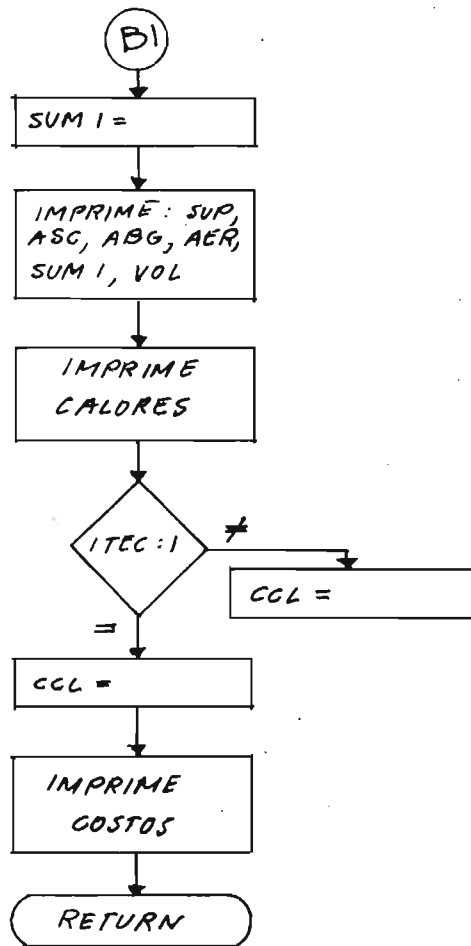 B1
SUM 1 =
IMPRIME: SUP,
ASC, ABG, AER,
SUM 1, VOL
IMPRIME
CALORES
ITEC : 1
≠
CCL =
=
CCL =
IMPRIME
COSTOS
RETURN